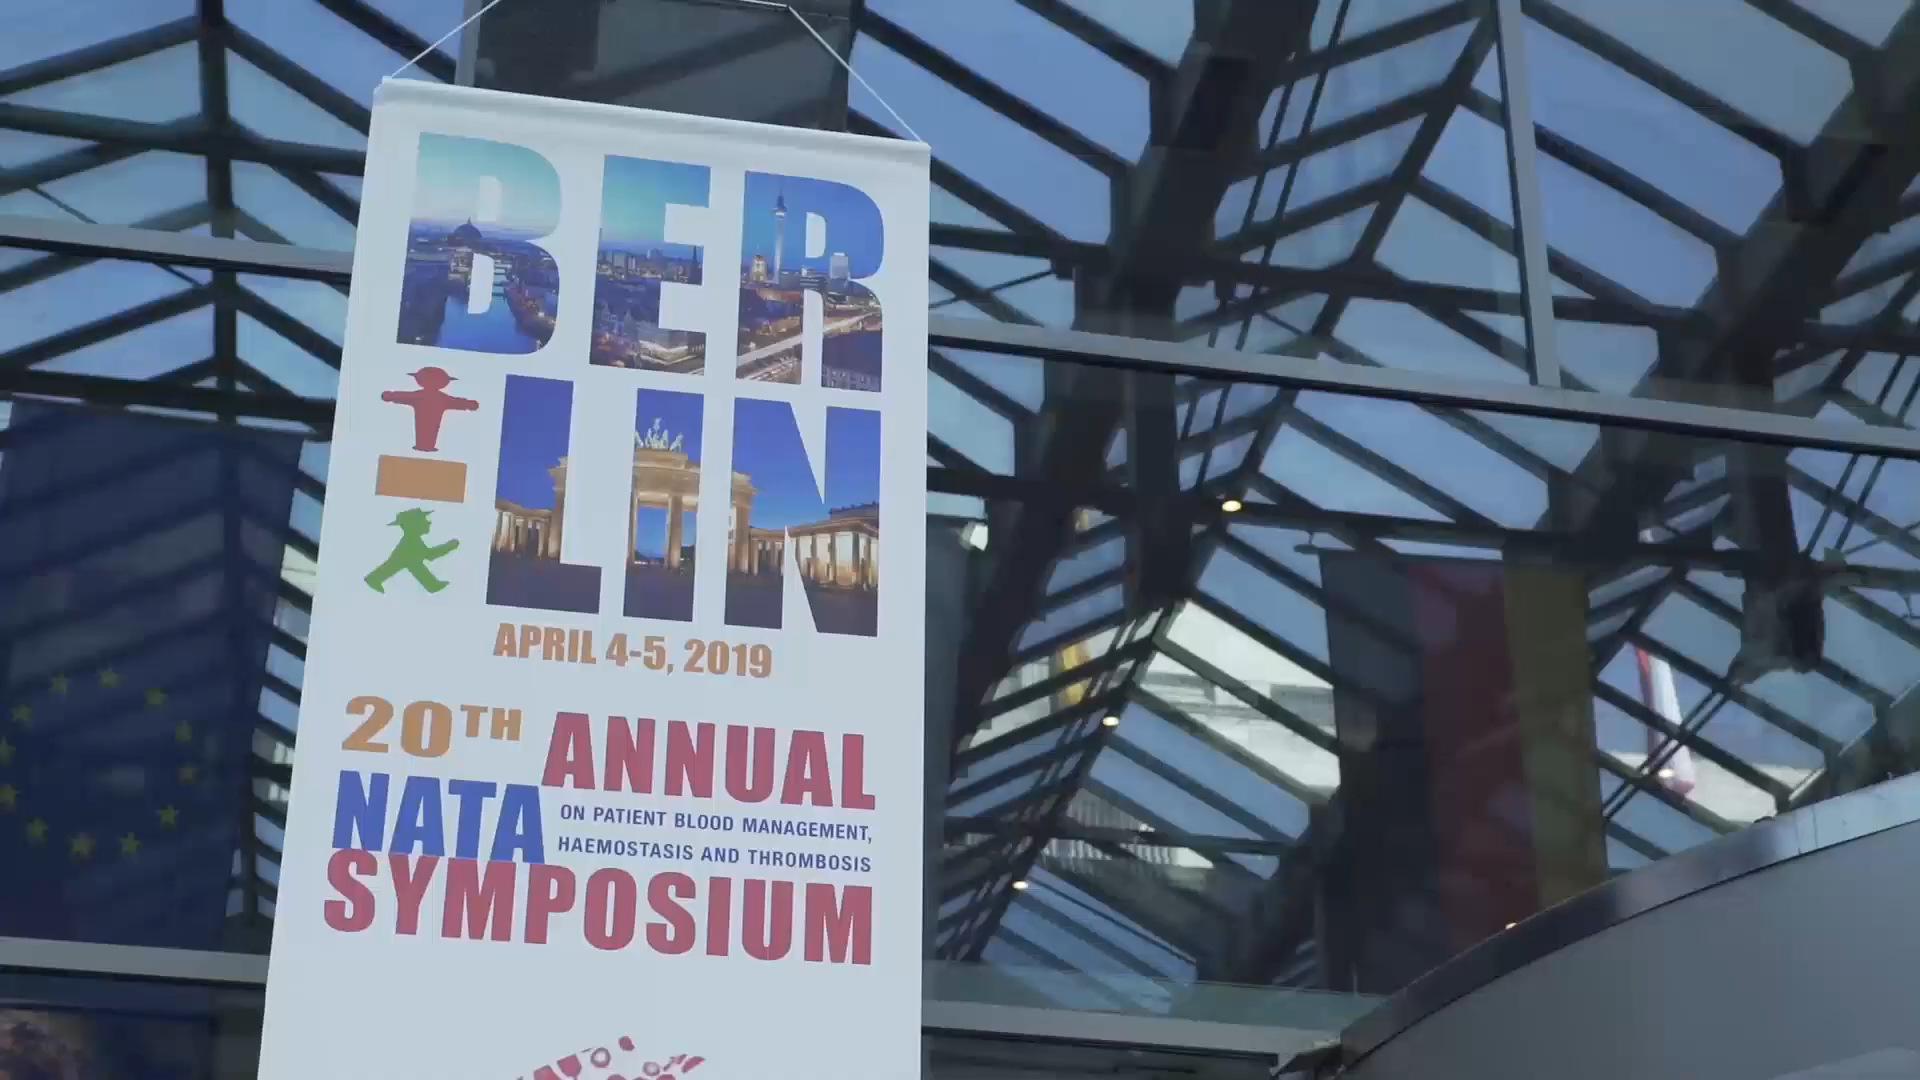 BER
LIN
APRIL 4-5, 2019
20TH ANNUAL
NATA ON PATIENT BLOOD MANAGEMENT,
HAEMOSTASIS AND THROMBOSIS
SYMPOSIUM